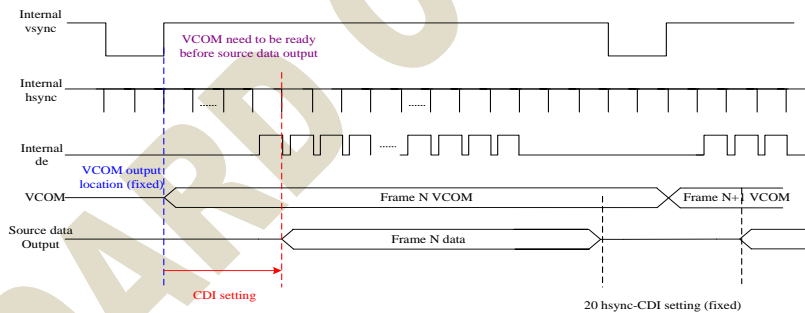 Internal
vsync
VCOM need to be ready
before source data output
Internal
hsync
......
......
Internal
de
......
VCOM output
location (fixed)
VCOM
Frame N VCOM
Frame N+1 VCOM
Source data
Output
Frame N data
CDI setting
20 hsync-CDI setting (fixed)